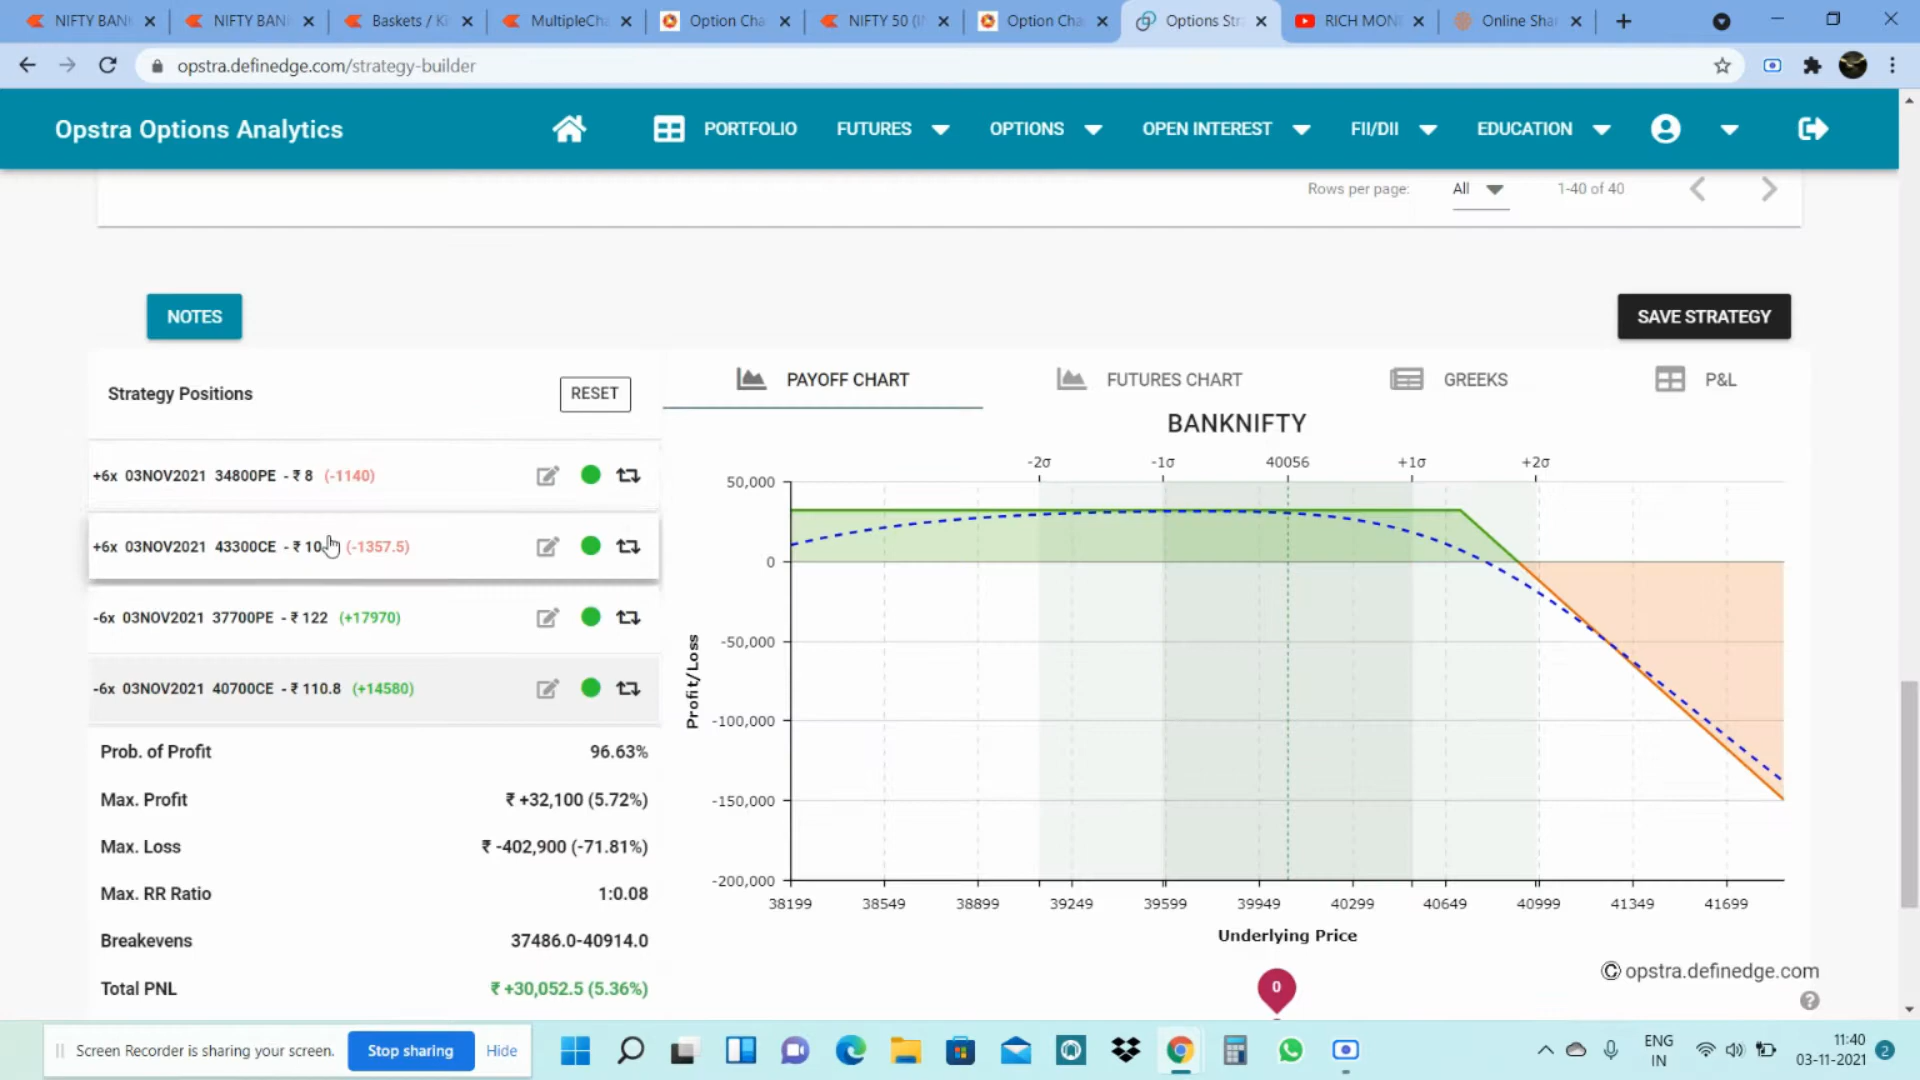 NIFTY BAN
NIFTY BAN
Baskets / Ki
MultipleCha
Option Cha
NIFTY 50 (I
Option Cha
Options Str
RICH MONE
Online Shar
opstra.definedge.com/strategy-builder
Opstra Options Analytics
PORTFOLIO
FUTURES
OPTIONS
OPEN INTEREST
FII/DII
EDUCATION
Rows per page:
All
1-40 of 40
NOTES
SAVE STRATEGY
Strategy Positions
RESET
+6x 03NOV2021 34800PE - ₹ 8 (-1140)
+6x 03NOV2021 43300CE - ₹ 10 (-1357.5)
-6x 03NOV2021 37700PE - ₹ 122 (+17970)
-6x 03NOV2021 40700CE - ₹ 110.8 (+14580)
Prob. of Profit 96.63%
Max. Profit ₹ +32,100 (5.72%)
Max. Loss ₹ -402,900 (-71.81%)
Max. RR Ratio 1:0.08
Breakevens 37486.0-40914.0
Total PNL ₹ +30,052.5 (5.36%)
PAYOFF CHART
FUTURES CHART
GREEKS
P&L
BANKNIFTY
-2σ -1σ 40056 +1σ +2σ
50,000
0
-50,000
-100,000
-150,000
-200,000
Profit/Loss
38199 38549 38899 39249 39599 39949 40299 40649 40999 41349 41699
Underlying Price
© opstra.definedge.com
?
0
Screen Recorder is sharing your screen.
Stop sharing
Hide
ENG
IN
11:40
03-11-2021
2